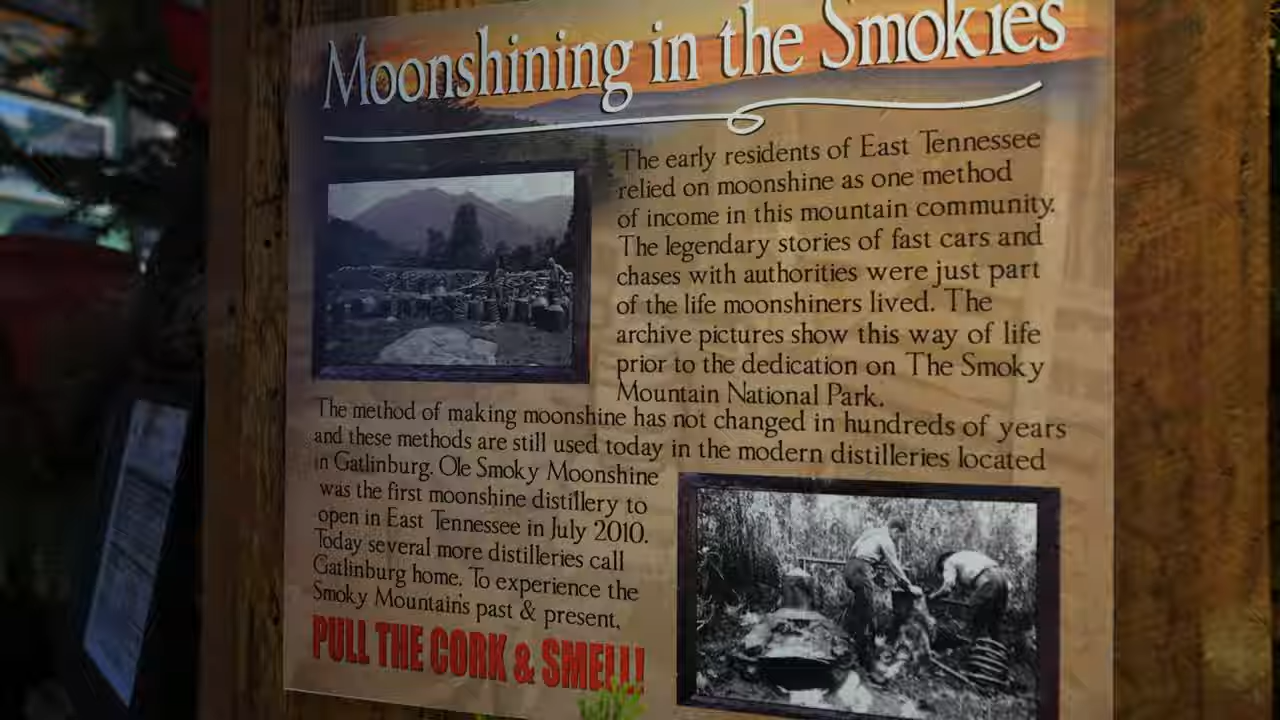 Moonshining in the Smokies
The early residents of East Tennessee
relied on moonshine as one method
of income in this mountain community.
The legendary stories of fast cars and
chases with authorities were just part
of the life moonshiners lived. The
archive pictures show this way of life
prior to the dedication on The Smoky
Mountain National Park.
The method of making moonshine has not changed in hundreds of years
and these methods are still used today in the modern distilleries located
in Gatlinburg. Ole Smoky Moonshine
was the first moonshine distillery to
open in East Tennessee in July 2010.
Today several more distilleries call
Gatlinburg home. To experience the
Smoky Mountain's past & present,
PULL THE CORK & SMELL!